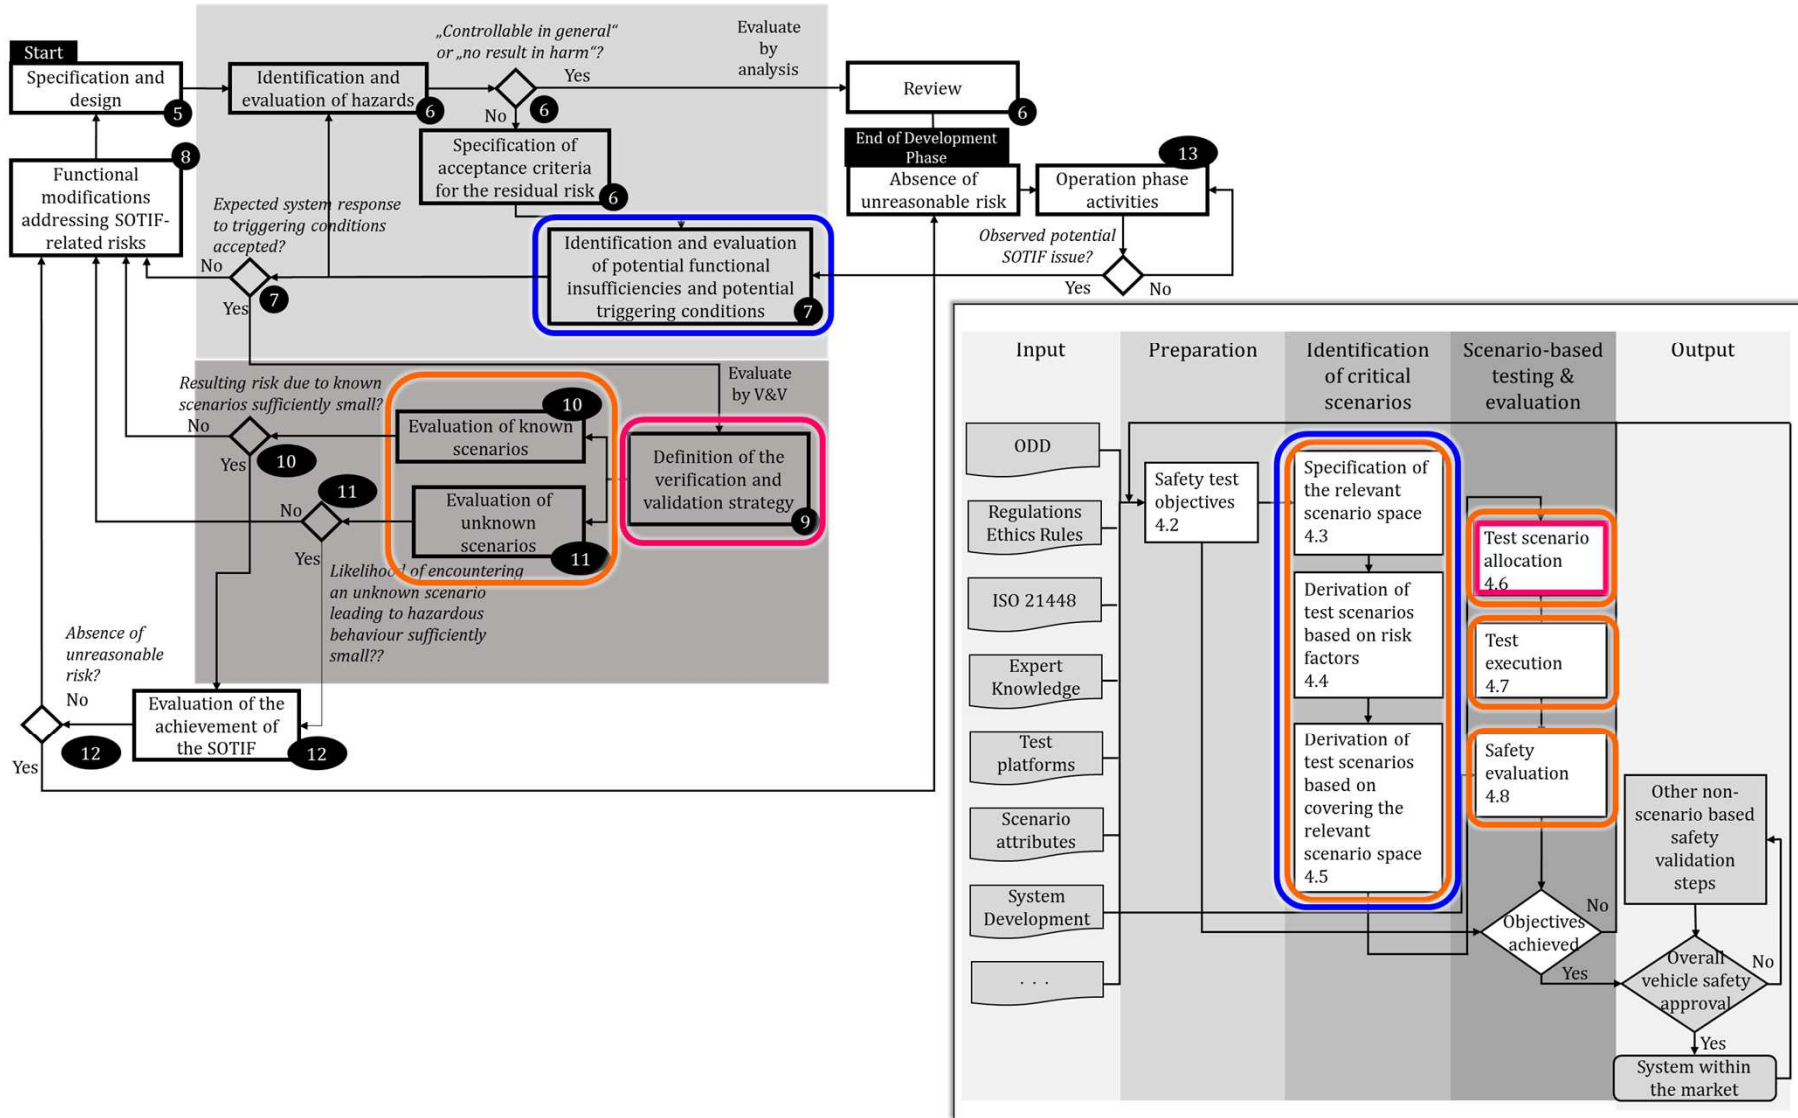 Start
Specification and
design
5
Identification and
evaluation of hazards
6
„Controllable in general“
or „no result in harm“?
Yes
6
No
Evaluate
by
analysis
Review
6
Specification of
acceptance criteria
for the residual risk
6
8
Functional
modifications
addressing SOTIF-
related risks
Expected system response
to triggering conditions
accepted?
No
7
Yes
Identification and evaluation
of potential functional
insufficiencies and potential
triggering conditions
7
End of Development
Phase
Absence of
unreasonable risk
13
Operation phase
activities
Observed potential
SOTIF issue?
Yes
No
Resulting risk due to known
scenarios sufficiently small?
No
10
Yes
10
Evaluation of known
scenarios
Evaluate
by V&V
Definition of the
verification and
validation strategy
9
11
No
Yes
Evaluation of
unknown
scenarios
11
Likelihood of encountering
an unknown scenario
leading to hazardous
behaviour sufficiently
small??
Absence of
unreasonable
risk?
No
12
Yes
Evaluation of the
achievement of
the SOTIF
12
Input
Preparation
Identification
of critical
scenarios
Scenario-based
testing &
evaluation
Output
ODD
Regulations
Ethics Rules
ISO 21448
Expert
Knowledge
Test
platforms
Scenario
attributes
System
Development
. . .
Safety test
objectives
4.2
Specification of
the relevant
scenario space
4.3
Derivation of
test scenarios
based on risk
factors
4.4
Derivation of
test scenarios
based on
covering the
relevant
scenario space
4.5
Test scenario
allocation
4.6
Test
execution
4.7
Safety
evaluation
4.8
Objectives
achieved
No
Yes
Other non-
scenario based
safety
validation
steps
Overall
vehicle safety
approval
No
Yes
System within
the market